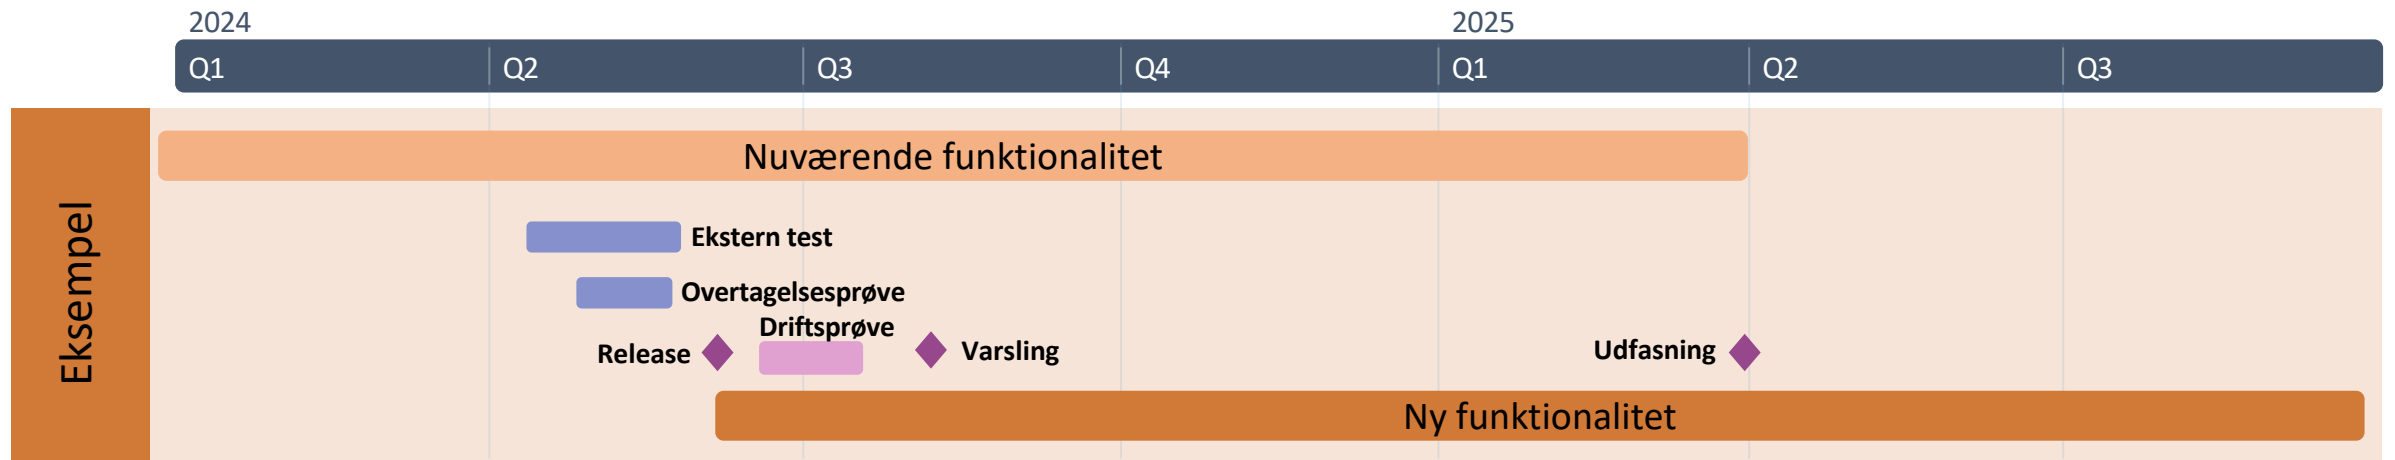 2024 2025
Q1 Q2 Q3 Q4 Q1 Q2 Q3
Eksempel
Nuværende funktionalitet
Ekstern test
Overtagelsesprøve
Driftsprøve
Release Varsling Udfasning
Ny funktionalitet